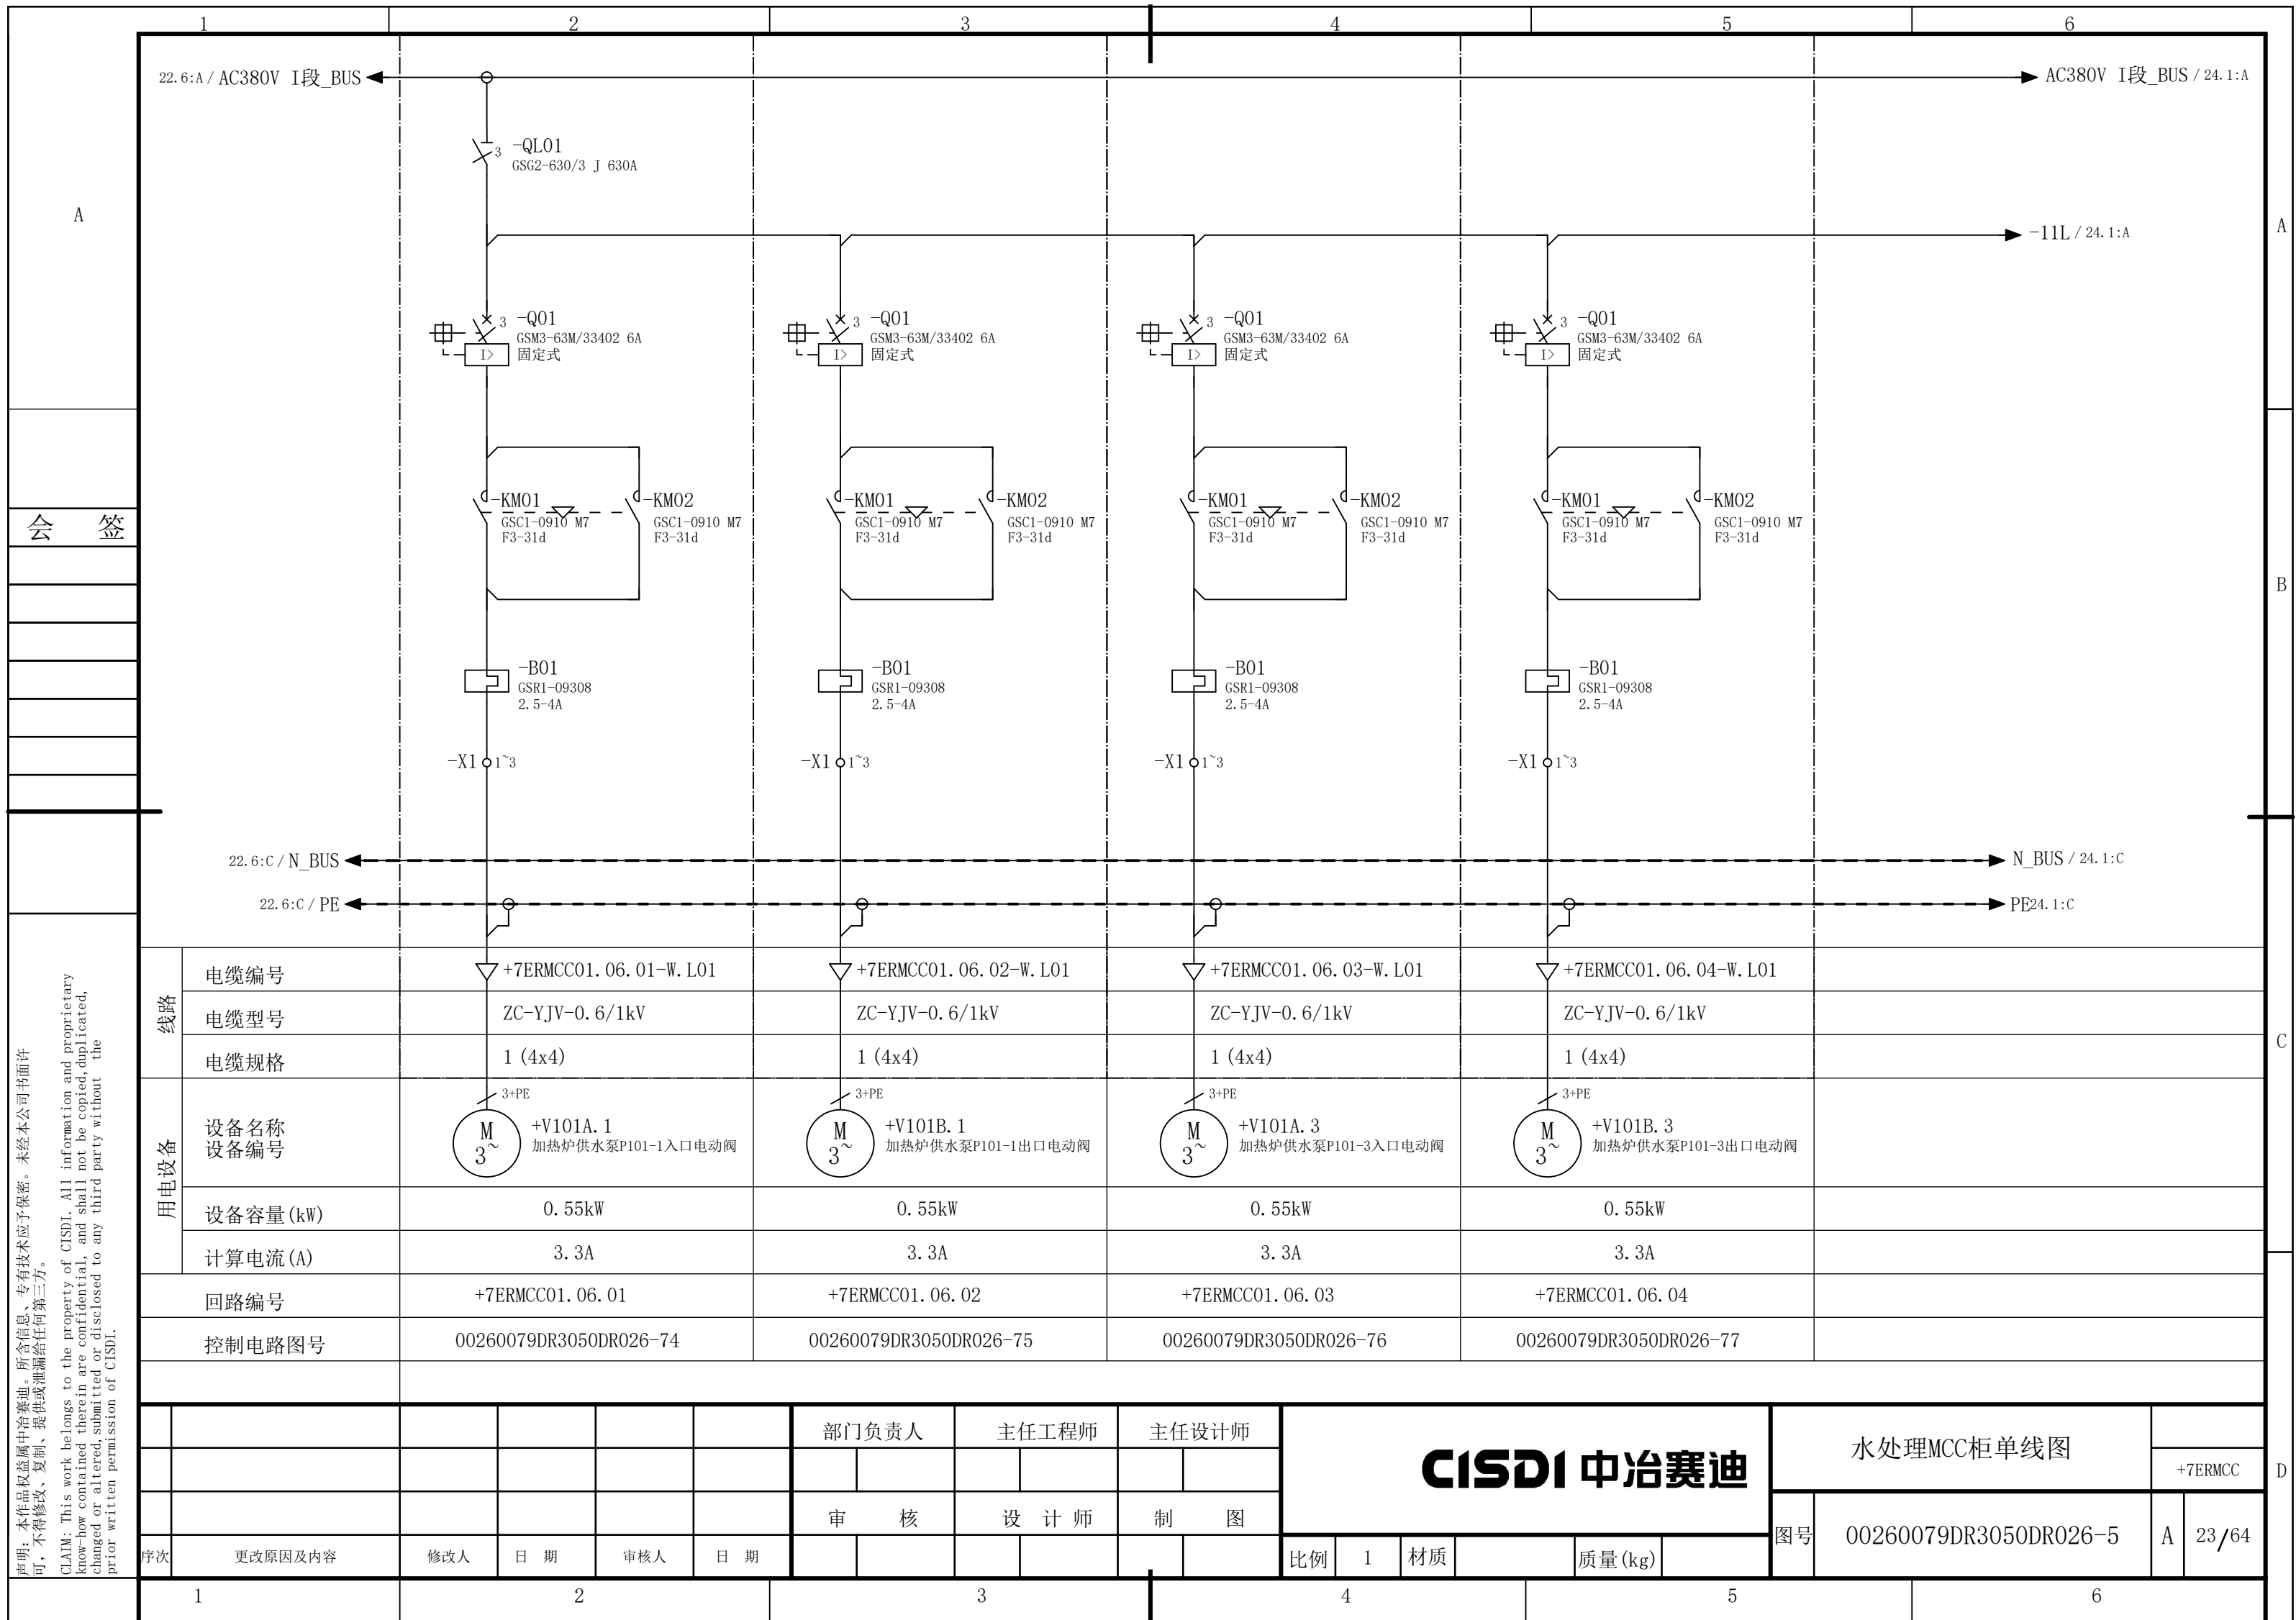 1 2 3 4 5 6
22.6:A / AC380V I段_BUS
AC380V I段_BUS / 24.1:A
-QL01
3
GSG2-630/3 J 630A
A
A
-11L / 24.1:A
3 -Q01
GSM3-63M/33402 6A
固定式
I>
3 -Q01
GSM3-63M/33402 6A
固定式
I>
3 -Q01
GSM3-63M/33402 6A
固定式
I>
3 -Q01
GSM3-63M/33402 6A
固定式
I>
-KM01
GSC1-0910 M7
F3-31d
-KM02
GSC1-0910 M7
F3-31d
-KM01
GSC1-0910 M7
F3-31d
-KM02
GSC1-0910 M7
F3-31d
-KM01
GSC1-0910 M7
F3-31d
-KM02
GSC1-0910 M7
F3-31d
-KM01
GSC1-0910 M7
F3-31d
-KM02
GSC1-0910 M7
F3-31d
会 签
B
-B01
GSR1-09308
2.5-4A
-B01
GSR1-09308
2.5-4A
-B01
GSR1-09308
2.5-4A
-B01
GSR1-09308
2.5-4A
-X1 1~3
-X1 1~3
-X1 1~3
-X1 1~3
22.6:C / N_BUS
N_BUS / 24.1:C
22.6:C / PE
PE24.1:C
线路
电缆编号 +7ERMCC01.06.01-W.L01 +7ERMCC01.06.02-W.L01 +7ERMCC01.06.03-W.L01 +7ERMCC01.06.04-W.L01
电缆型号 ZC-YJV-0.6/1kV ZC-YJV-0.6/1kV ZC-YJV-0.6/1kV ZC-YJV-0.6/1kV
电缆规格 1 (4x4) 1 (4x4) 1 (4x4) 1 (4x4)
C
用电设备
设备名称
设备编号
3+PE
M
3~
+V101A.1
加热炉供水泵P101-1入口电动阀
3+PE
M
3~
+V101B.1
加热炉供水泵P101-1出口电动阀
3+PE
M
3~
+V101A.3
加热炉供水泵P101-3入口电动阀
3+PE
M
3~
+V101B.3
加热炉供水泵P101-3出口电动阀
设备容量(kW) 0.55kW 0.55kW 0.55kW 0.55kW
计算电流(A) 3.3A 3.3A 3.3A 3.3A
回路编号 +7ERMCC01.06.01 +7ERMCC01.06.02 +7ERMCC01.06.03 +7ERMCC01.06.04
控制电路图号 00260079DR3050DR026-74 00260079DR3050DR026-75 00260079DR3050DR026-76 00260079DR3050DR026-77
声明：本作品权益属中冶赛迪。所含信息、专有技术应予保密。未经本公司书面许
可，不得修改、复制、提供或泄漏给任何第三方。
CLAIM: This work belongs to the property of CISDI. All information and proprietary
know-how contained therein are confidential, and shall not be copied,duplicated,
changed or altered,submitted or disclosed to any third party without the
prior written permission of CISDI.
部门负责人 主任工程师 主任设计师
审 核 设 计 师 制 图
序次 更改原因及内容 修改人 日 期 审核人 日 期
CISDI 中冶赛迪
比例 1 材质 质量(kg)
水处理MCC柜单线图
+7ERMCC
图号 00260079DR3050DR026-5 A 23/64
D
1 2 3 4 5 6